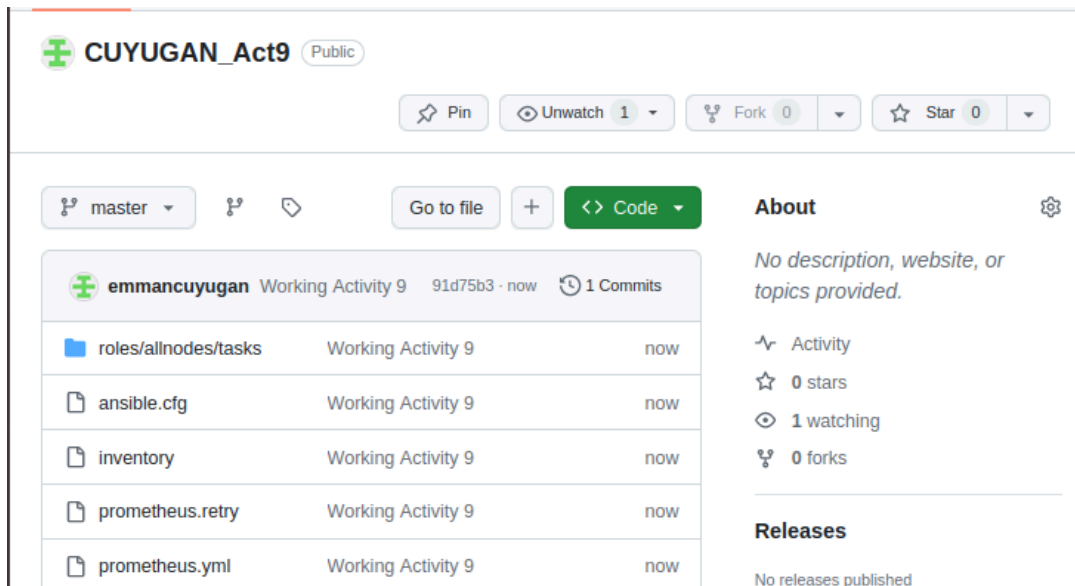 CUYUGAN_Act9 Public
Pin Unwatch 1 Fork 0 Star 0
master Go to file Code
emmancuyugan Working Activity 9 91d75b3 · now 1 Commits
roles/allnodes/tasks Working Activity 9 now
ansible.cfg Working Activity 9 now
inventory Working Activity 9 now
prometheus.retry Working Activity 9 now
prometheus.yml Working Activity 9 now
About
No description, website, or
topics provided.
Activity
0 stars
1 watching
0 forks
Releases
No releases published